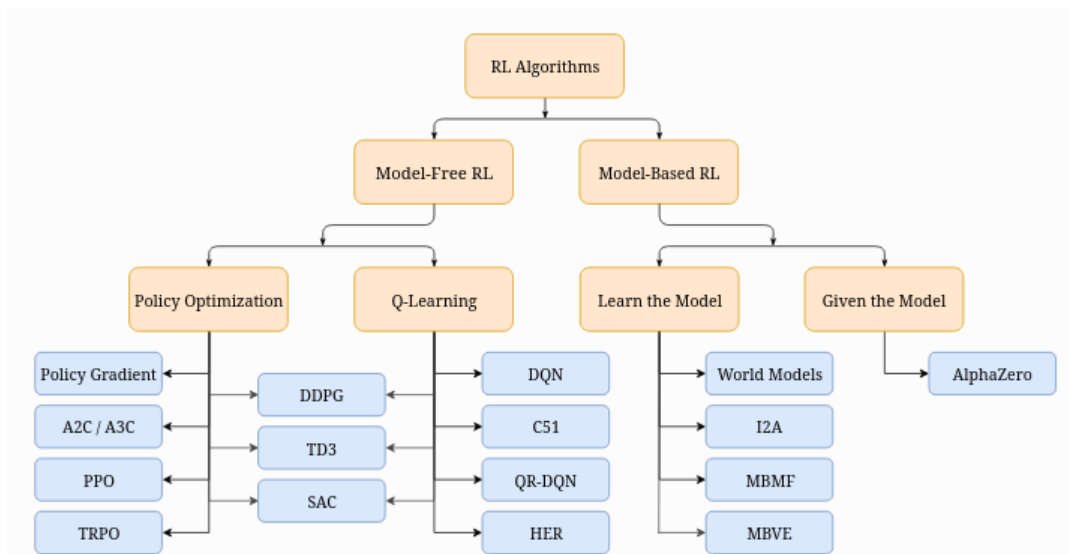 RL Algorithms
Model-Free RL
Model-Based RL
Policy Optimization
Q-Learning
Learn the Model
Given the Model
Policy Gradient
A2C / A3C
PPO
TRPO
DDPG
TD3
SAC
DQN
C51
QR-DQN
HER
World Models
I2A
MBMF
MBVE
AlphaZero